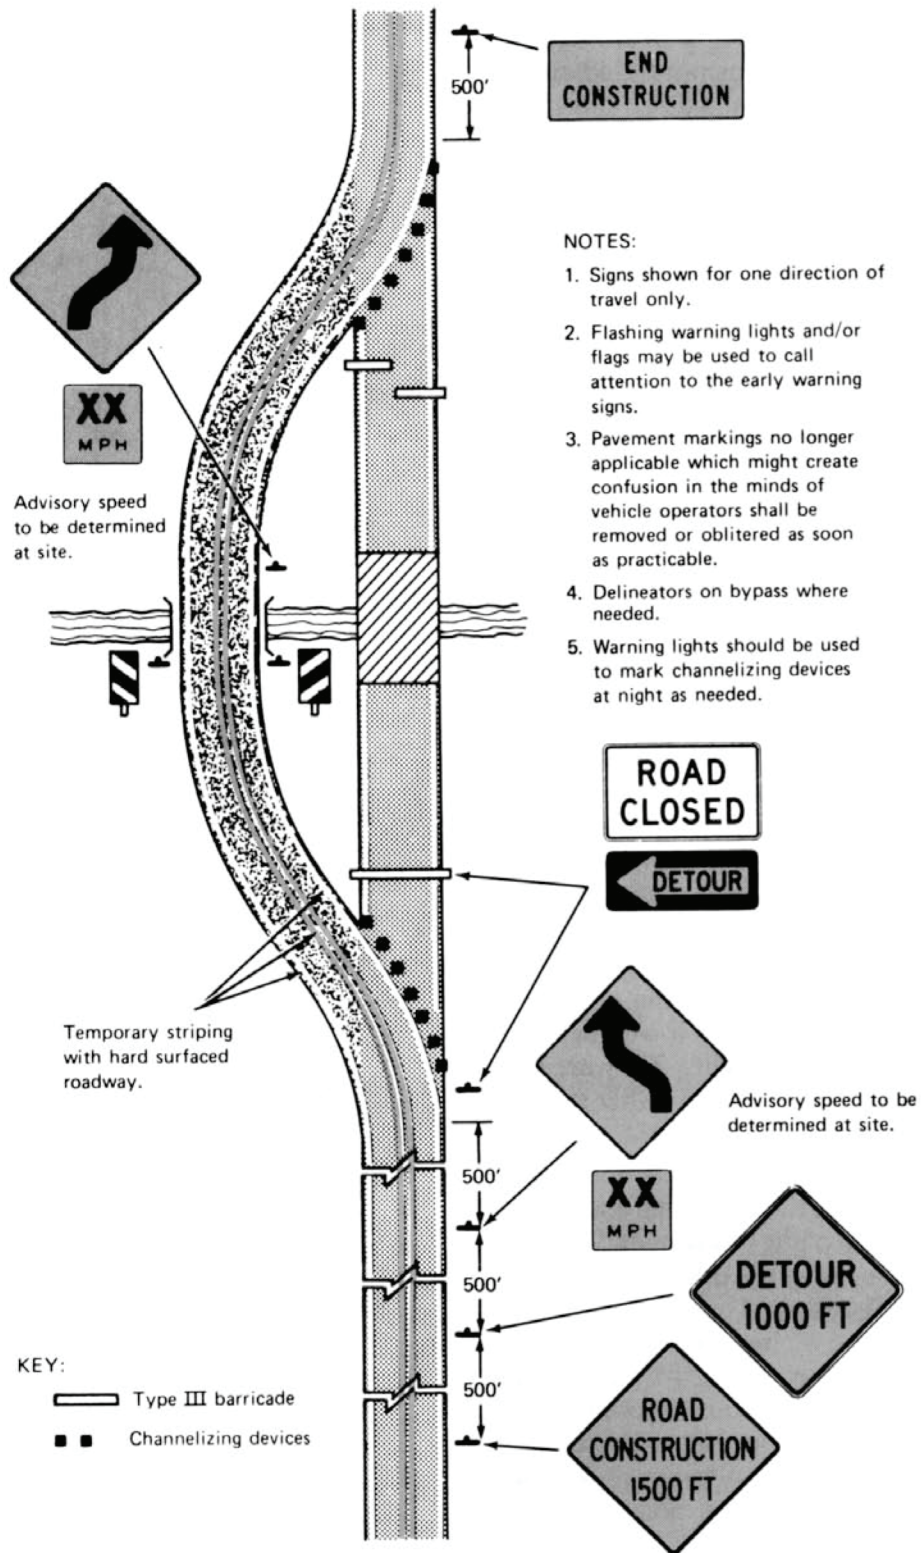 END
CONSTRUCTION
500'
XX
MPH
Advisory speed
to be determined
at site.
NOTES:
1. Signs shown for one direction of
travel only.
2. Flashing warning lights and/or
flags may be used to call
attention to the early warning
signs.
3. Pavement markings no longer
applicable which might create
confusion in the minds of
vehicle operators shall be
removed or oblitered as soon
as practicable.
4. Delineators on bypass where
needed.
5. Warning lights should be used
to mark channelizing devices
at night as needed.
ROAD
CLOSED
DETOUR
Temporary striping
with hard surfaced
roadway.
Advisory speed to be
determined at site.
500'
XX
MPH
500'
DETOUR
1000 FT
500'
ROAD
CONSTRUCTION
1500 FT
KEY:
Type III barricade
Channelizing devices